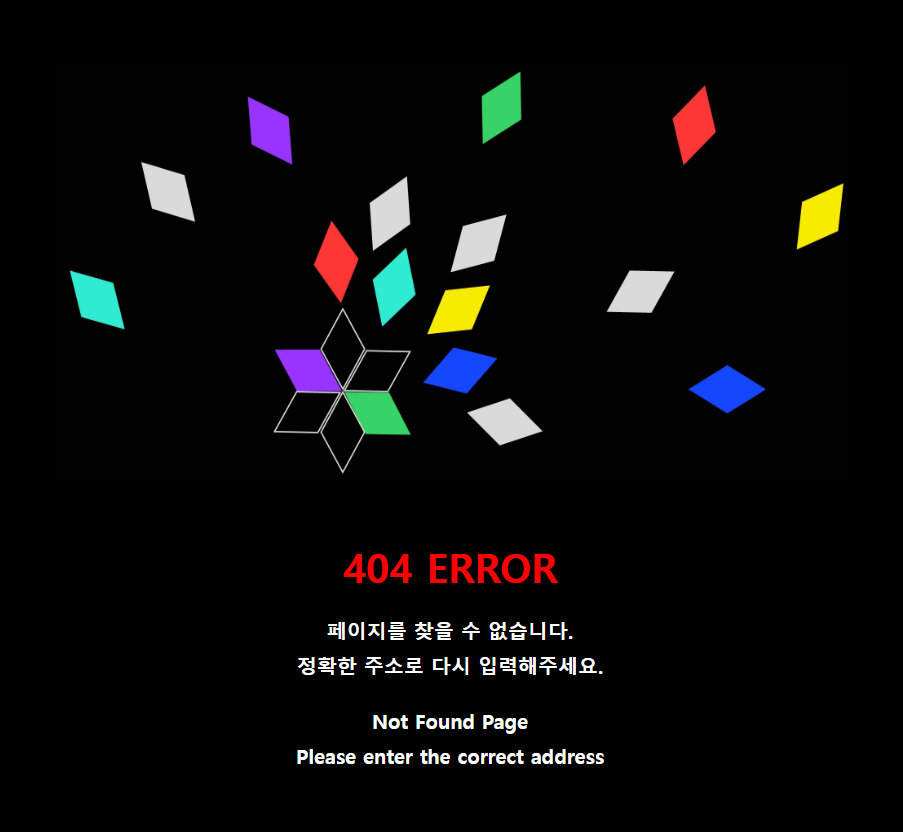 404 ERROR
페이지를 찾을 수 없습니다.
정확한 주소로 다시 입력해주세요.
Not Found Page
Please enter the correct address